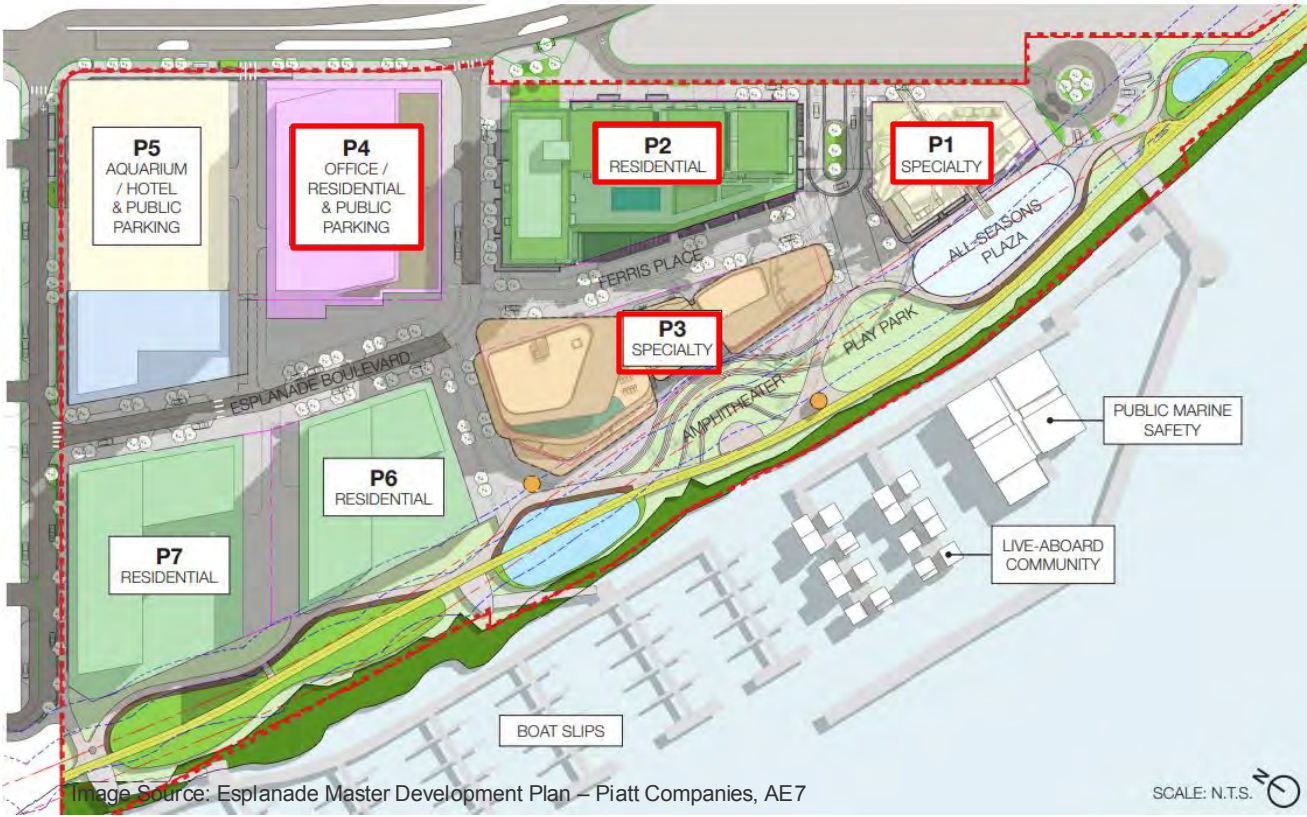 P5
AQUARIUM
/ HOTEL
& PUBLIC
PARKING
P4
OFFICE /
RESIDENTIAL
& PUBLIC
PARKING
P2
RESIDENTIAL
P1
SPECIALTY
ALL-SEASONS
PLAZA
FERRIS PLACE
P3
SPECIALTY
PLAY PARK
ESPLANADE BOULEVARD
AMPHITHEATER
PUBLIC MARINE
SAFETY
P6
RESIDENTIAL
LIVE-ABOARD
COMMUNITY
P7
RESIDENTIAL
BOAT SLIPS
Image Source: Esplanade Master Development Plan – Piatt Companies, AE7
SCALE: N.T.S.
N